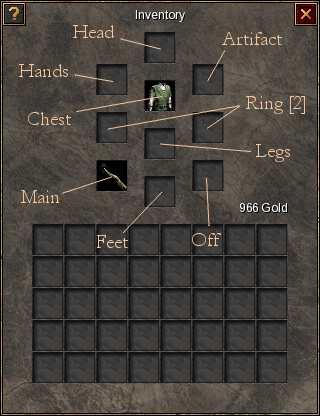 ? Inventory X
Head
Artifact
Hands
Ring [2]
Chest
Legs
Main
966 Gold
Feet
Off